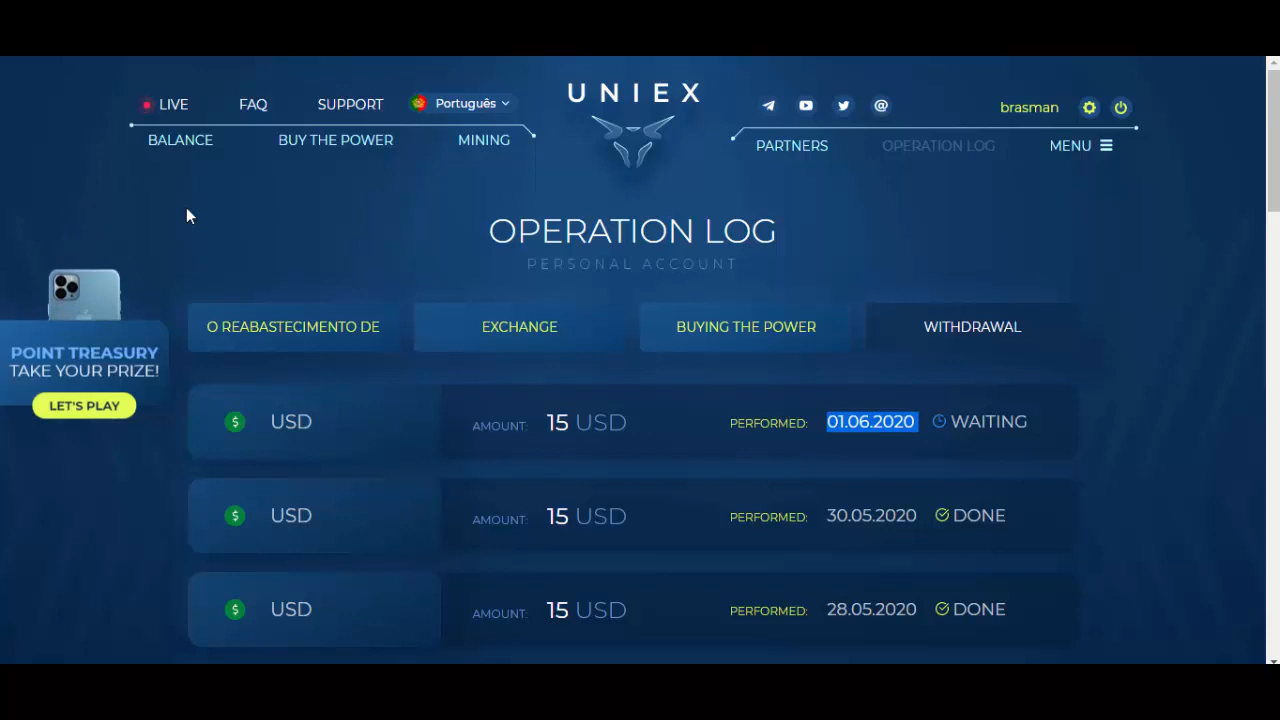 LIVE FAQ SUPPORT Português
UNIEX
brasman
BALANCE BUY THE POWER MINING
PARTNERS OPERATION LOG MENU
OPERATION LOG
PERSONAL ACCOUNT
O REABASTECIMENTO DE EXCHANGE BUYING THE POWER WITHDRAWAL
POINT TREASURY
TAKE YOUR PRIZE!
LET'S PLAY
$ USD AMOUNT: 15 USD PERFORMED: 01.06.2020 WAITING
$ USD AMOUNT: 15 USD PERFORMED: 30.05.2020 DONE
$ USD AMOUNT: 15 USD PERFORMED: 28.05.2020 DONE